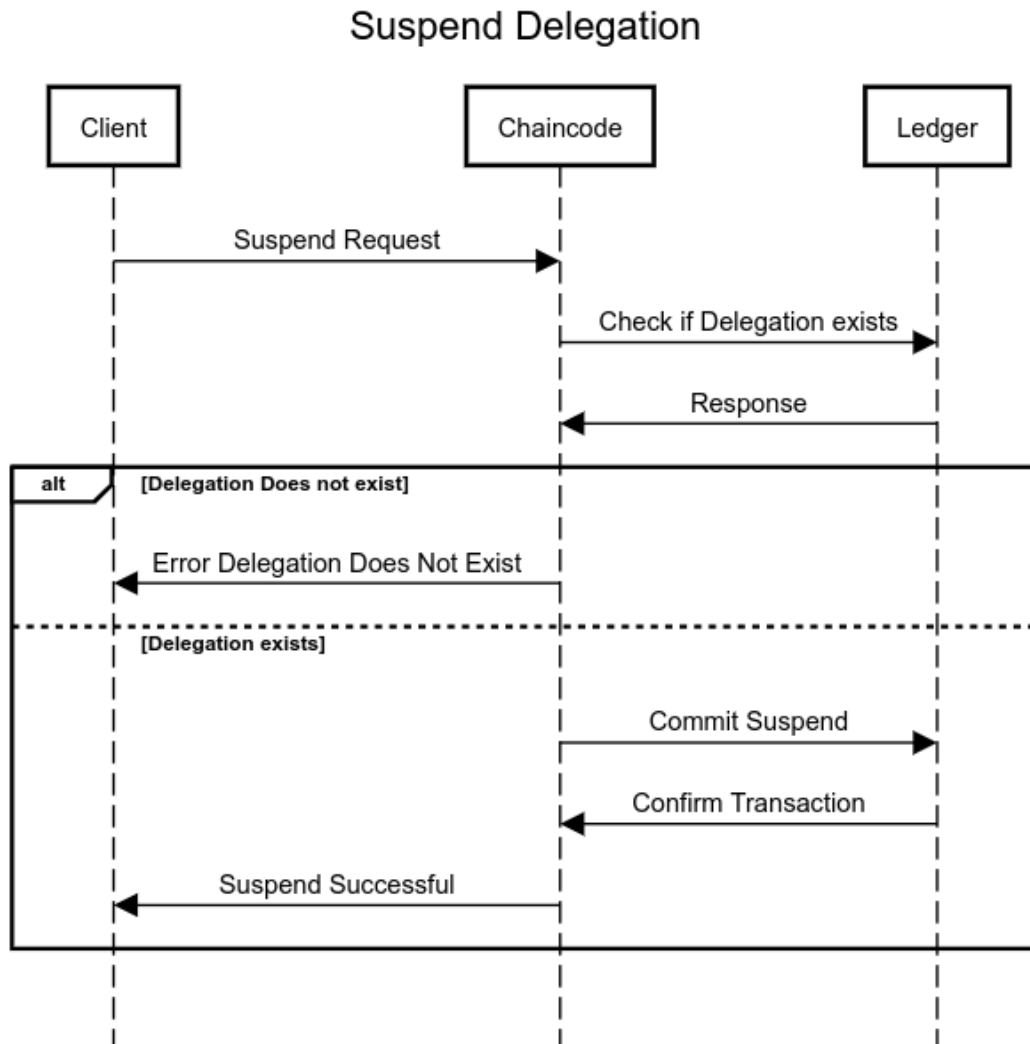 Suspend Delegation
Client
Chaincode
Ledger
Suspend Request
Check if Delegation exists
Response
alt
[Delegation Does not exist]
Error Delegation Does Not Exist
[Delegation exists]
Commit Suspend
Confirm Transaction
Suspend Successful